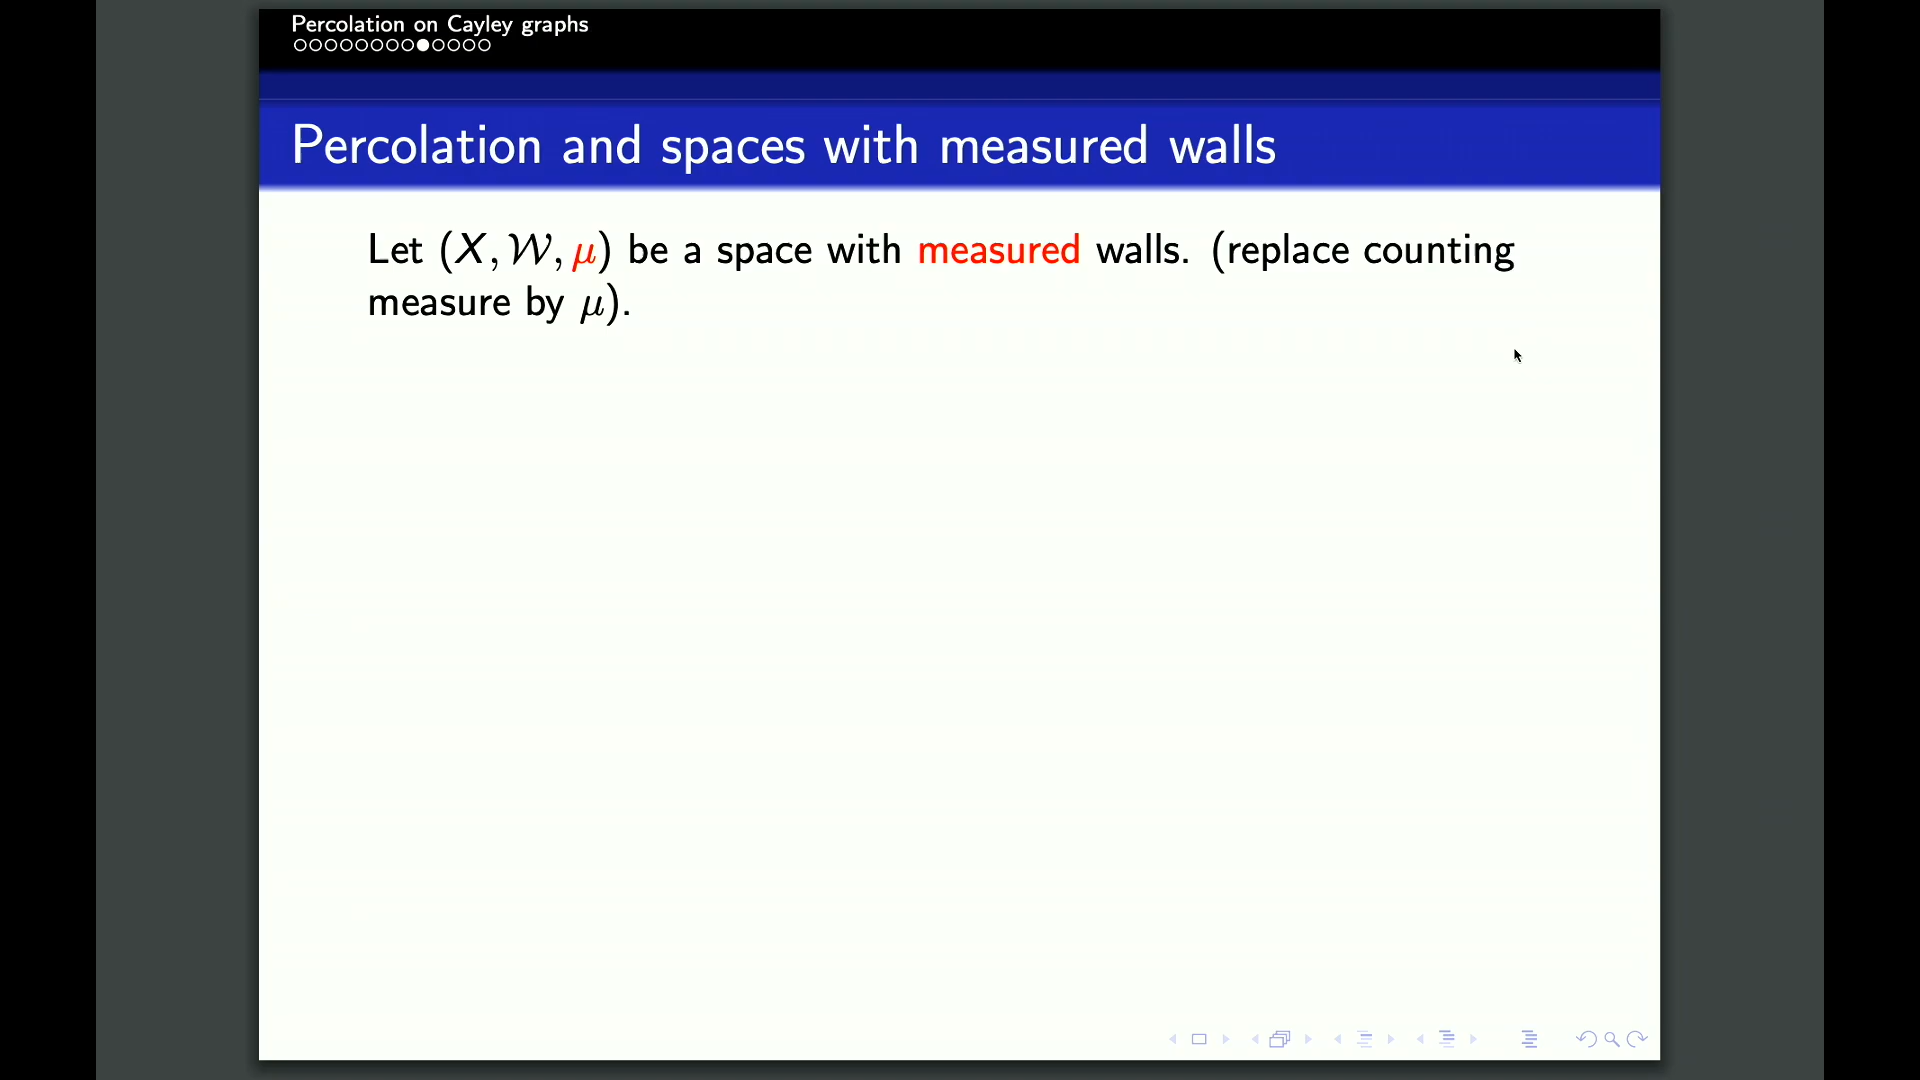 Percolation on Cayley graphs
Percolation and spaces with measured walls
Let (X, 𝒲, μ) be a space with measured walls. (replace counting
measure by μ).